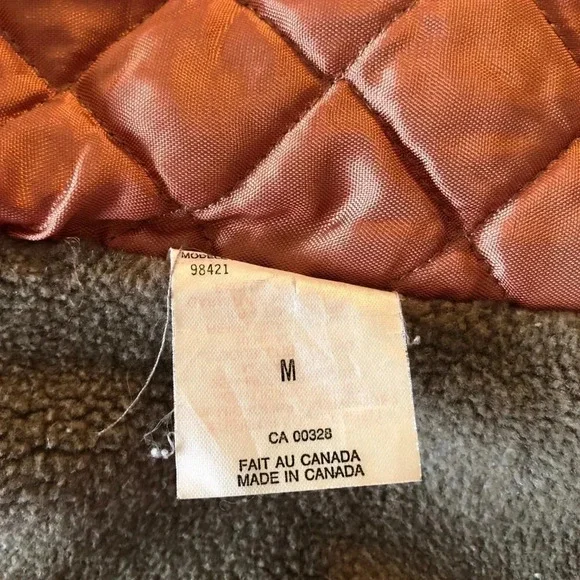 98421
M
CA 00328
FAIT AU CANADA
MADE IN CANADA